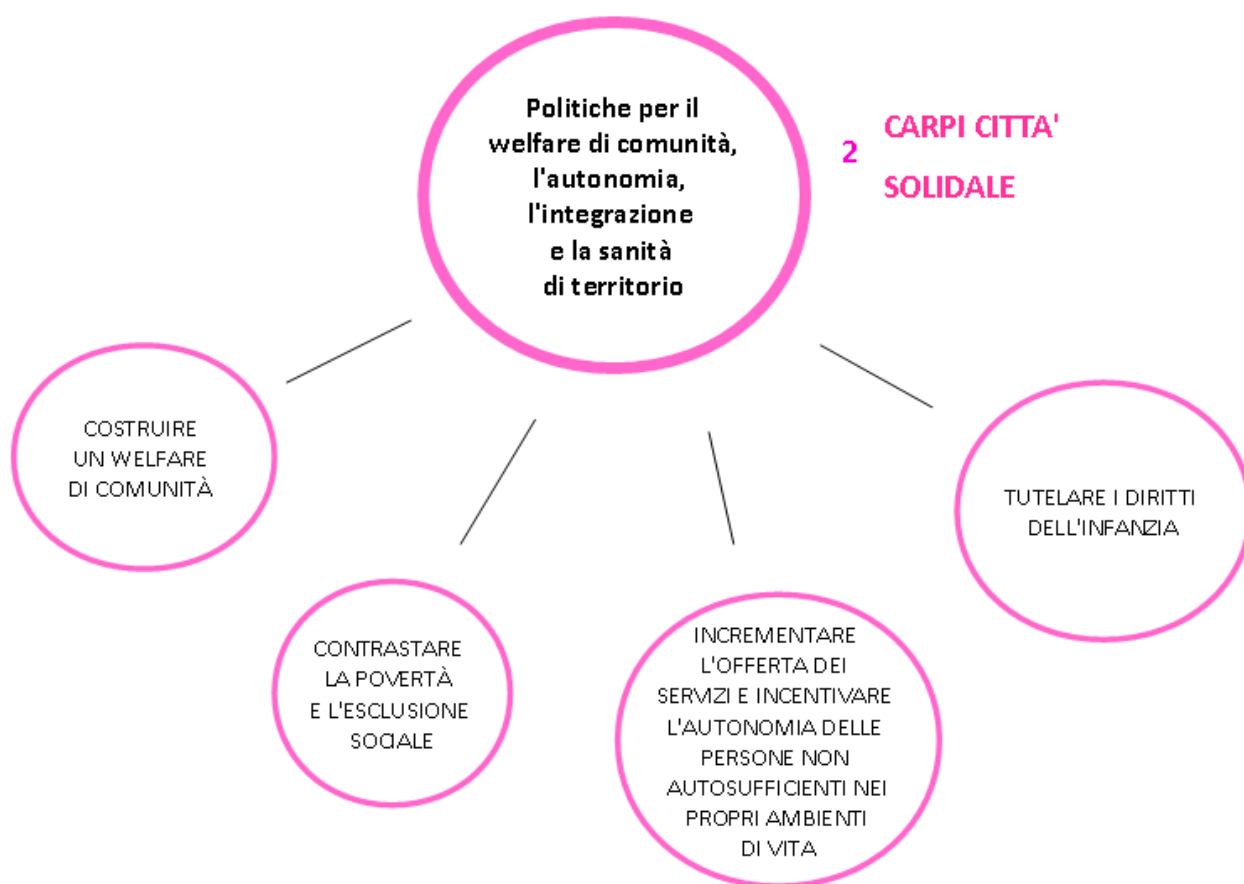 Politiche per il
welfare di comunità,
l'autonomia,
l'integrazione
e la sanità
di territorio
2
CARPI CITTA'
SOLIDALE
COSTRUIRE
UN WELFARE
DI COMUNITÀ
CONTRASTARE
LA POVERTÀ
E L'ESCLUSIONE
SOCIALE
INCREMENTARE
L'OFFERTA DEI
SERVIZI E INCENTIVARE
L'AUTONOMIA DELLE
PERSONE NON
AUTOSUFFICIENTI NEI
PROPRI AMBIENTI
DI VITA
TUTELARE I DIRITTI
DELL'INFANZIA